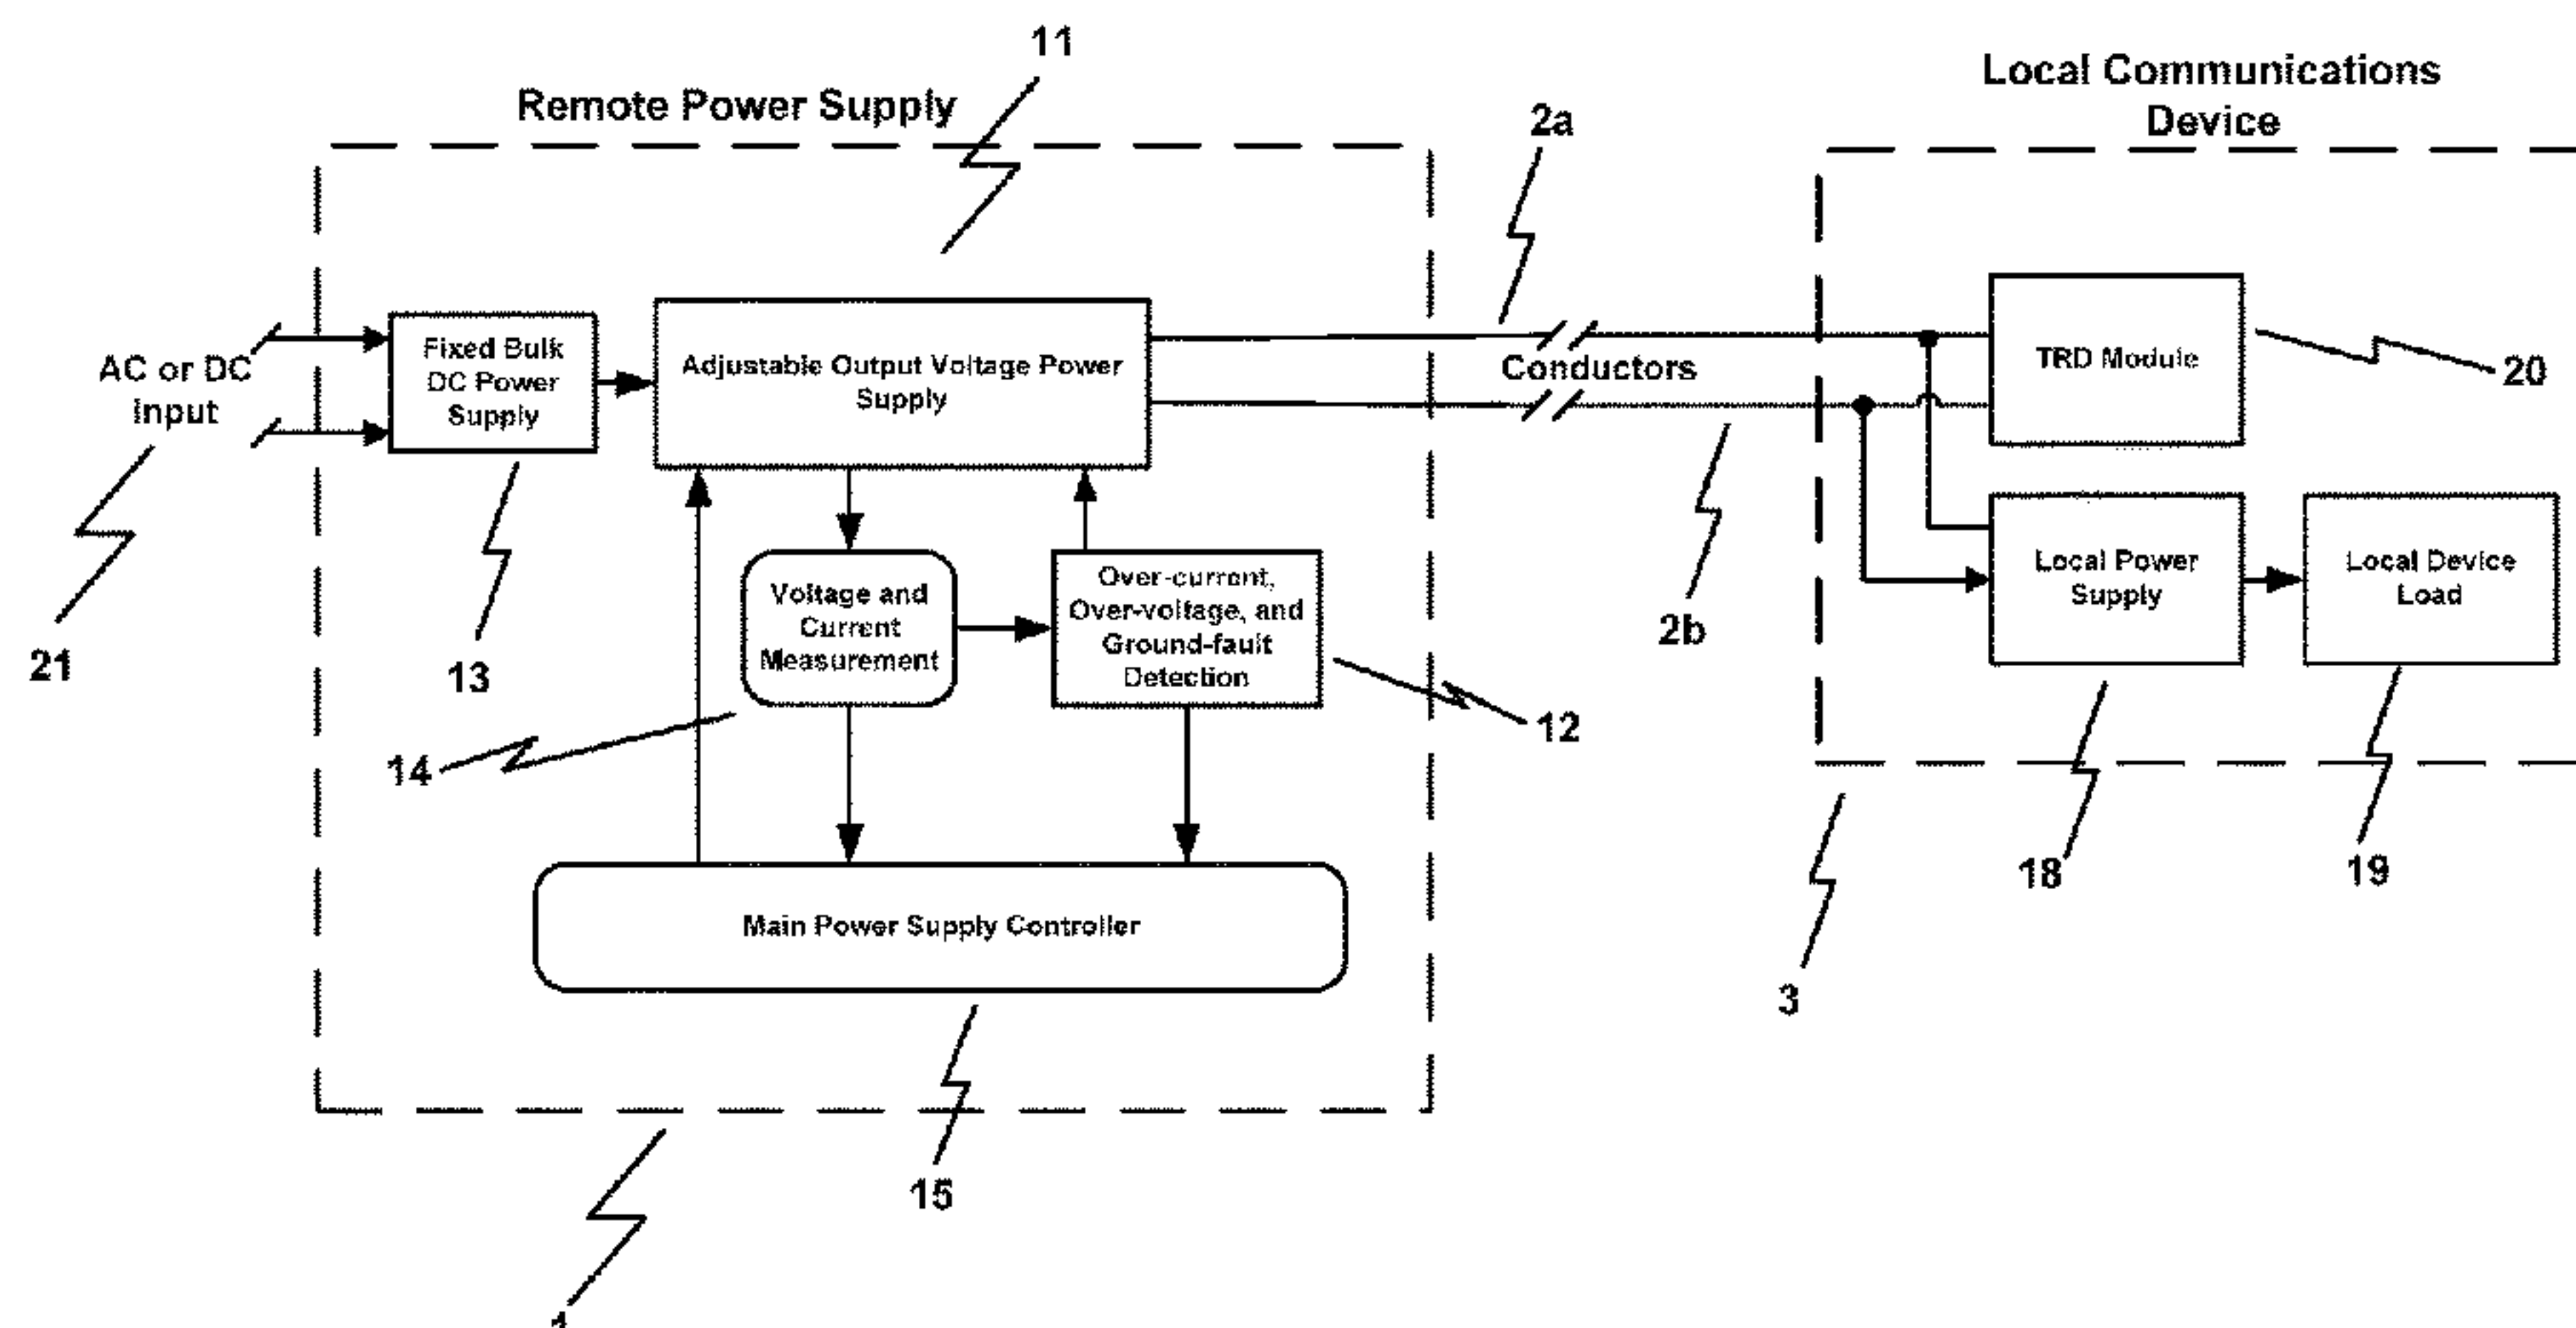 11
Remote Power Supply
Local Communications
Device
2a
AC or DC
Input
Fixed Bulk
DC Power
Supply
Adjustable Output Voltage Power
Supply
Conductors
TRD Module
20
Voltage and
Current
Measurement
Over-current,
Over-voltage, and
Ground-fault
Detection
Local Power
Supply
Local Device
Load
21
13
2b
12
14
18
19
Main Power Supply Controller
3
15
1